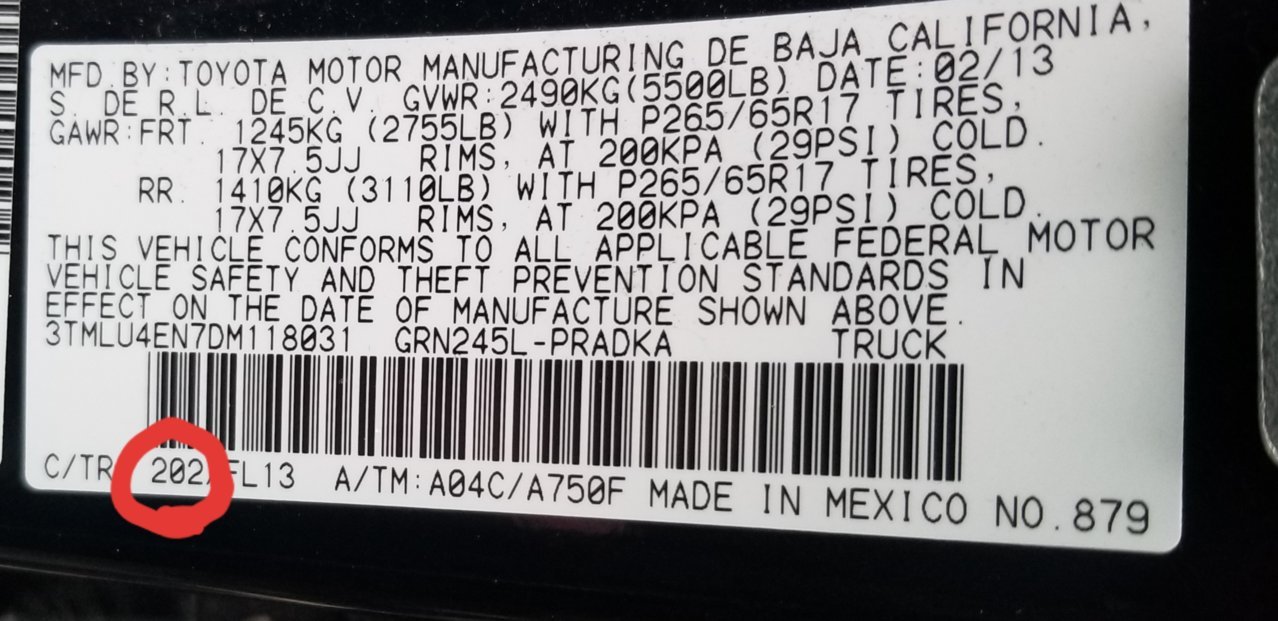 MFD.BY:TOYOTA MOTOR MANUFACTURING DE BAJA CALIFORNIA,
S. DE R.L. DE C.V. GVWR:2490KG(5500LB) DATE:02/13
GAWR:FRT. 1245KG (2755LB) WITH P265/65R17 TIRES,
17X7.5JJ RIMS, AT 200KPA (29PSI) COLD.
RR. 1410KG (3110LB) WITH P265/65R17 TIRES,
17X7.5JJ RIMS, AT 200KPA (29PSI) COLD.
THIS VEHICLE CONFORMS TO ALL APPLICABLE FEDERAL MOTOR
VEHICLE SAFETY AND THEFT PREVENTION STANDARDS IN
EFFECT ON THE DATE OF MANUFACTURE SHOWN ABOVE.
3TMLU4EN7DM118031 GRN245L-PRADKA TRUCK
C/TR 202/FL13 A/TM:A04C/A750F MADE IN MEXICO NO.879